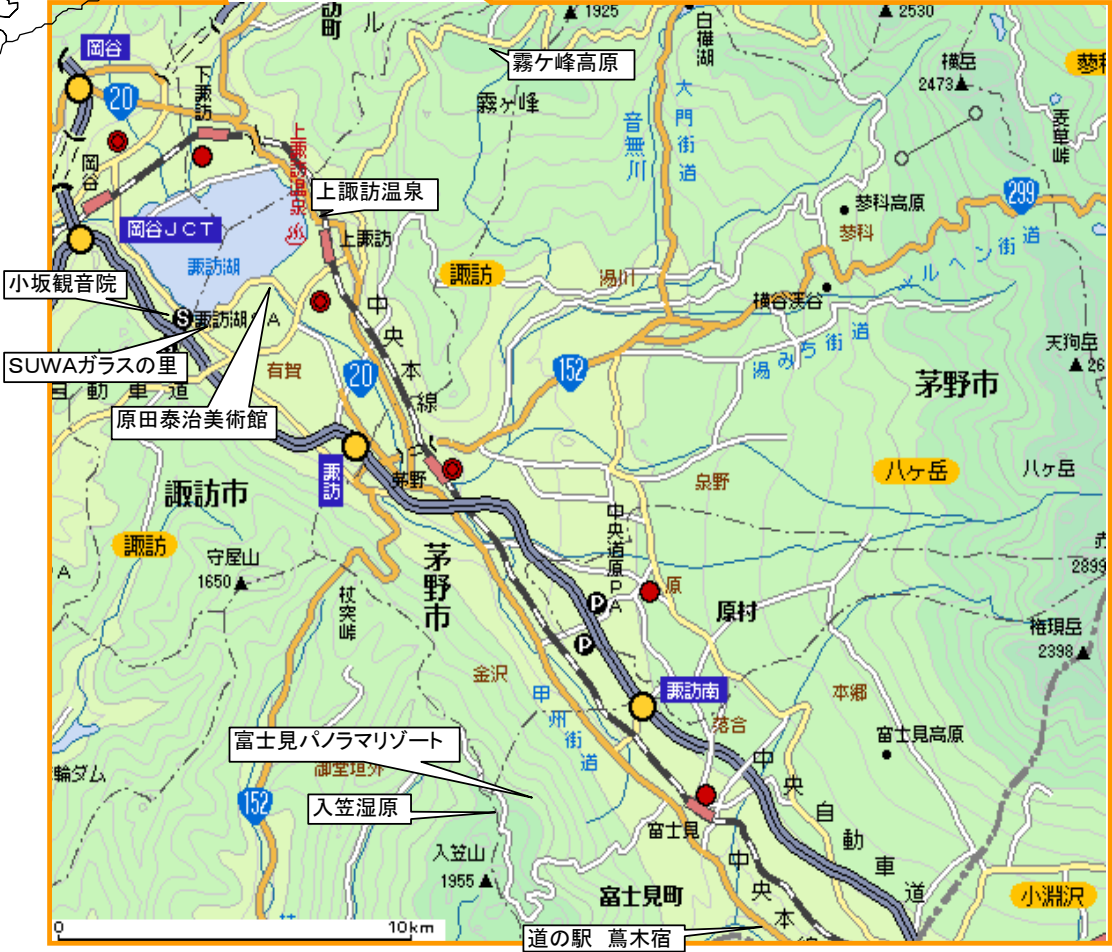 1925
2530
白樺湖
岡谷
霧ケ峰高原
横岳
2473
下諏訪
20
霧ヶ峰
大門街道
音無川
麦草峠
岡谷
上諏訪温泉
上諏訪温泉
299
蓼科高原
蓼科
岡谷JCT
上諏訪
メルヘン街道
諏訪湖
諏訪
湯川
小坂観音院
横谷渓谷
諏訪湖SA
中央本線
湯みち街道
天狗岳
SUWAガラスの里
有賀
20
152
茅野市
自動車道
原田泰治美術館
諏訪
茅野
泉野
八ヶ岳
八ヶ岳
諏訪市
中央道原PA
諏訪
守屋山
1650
茅野市
2899
杖突峠
原
原村
権現岳
2398
金沢
諏訪南
本郷
甲州街道
落合
富士見高原
富士見パノラマリゾート
御堂垣外
中央自動車道
152
入笠湿原
富士見
入笠山
1955
中央本線
富士見町
小淵沢
0
10km
道の駅 蔦木宿